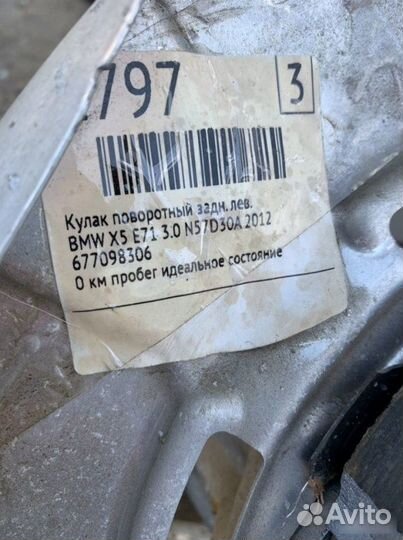 797
3
Кулак поворотный задн. лев.
BMW X5 E71 3.0 N57D30A 2012
677098306
0 км пробег идеальное состояние
Avito